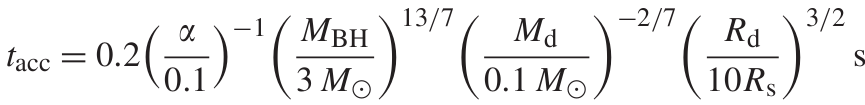 t_acc = 0.2(α/0.1)^−1 (M_BH/3 M_⊙)^13/7 (M_d/0.1 M_⊙)^−2/7 (R_d/10R_s)^3/2 s